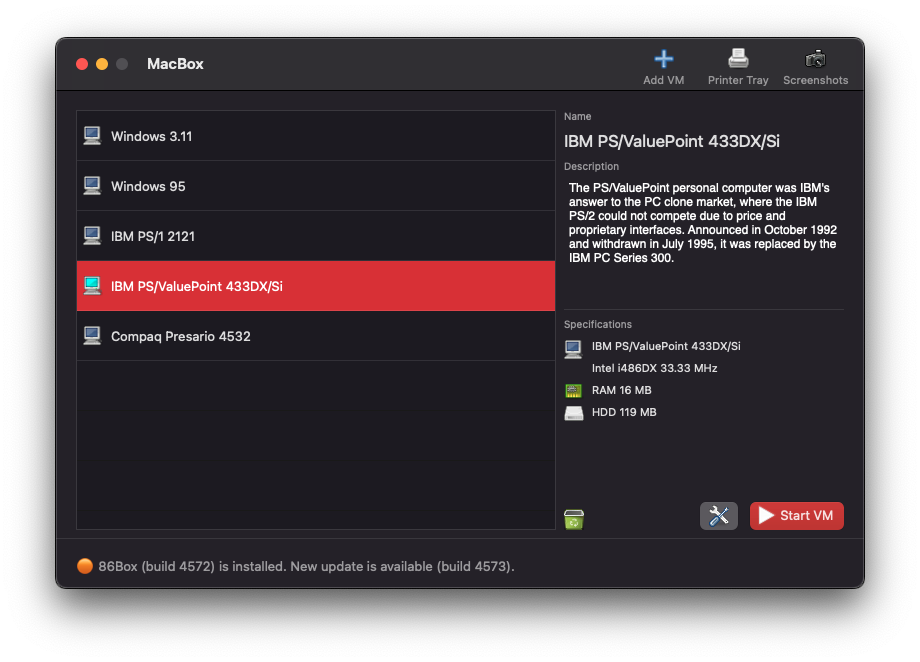 MacBox
Add VM
Printer Tray
Screenshots
Windows 3.11
Windows 95
IBM PS/1 2121
IBM PS/ValuePoint 433DX/Si
Compaq Presario 4532
Name
IBM PS/ValuePoint 433DX/Si
Description
The PS/ValuePoint personal computer was IBM's
answer to the PC clone market, where the IBM
PS/2 could not compete due to price and
proprietary interfaces. Announced in October 1992
and withdrawn in July 1995, it was replaced by the
IBM PC Series 300.
Specifications
IBM PS/ValuePoint 433DX/Si
Intel i486DX 33.33 MHz
RAM 16 MB
HDD 119 MB
Start VM
86Box (build 4572) is installed. New update is available (build 4573).